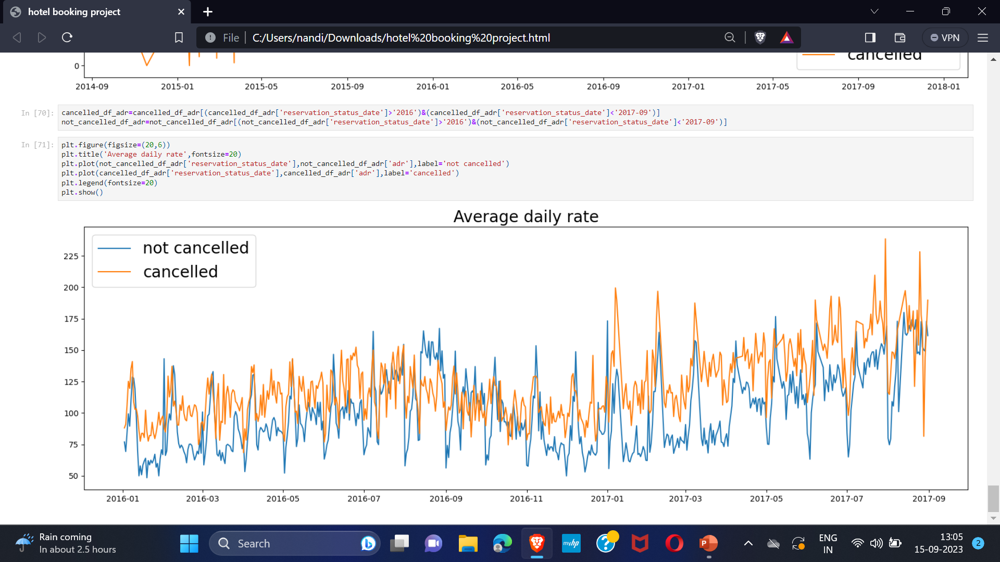 hotel booking project
File
C:/Users/nandi/Downloads/hotel%20booking%20project.html
VPN
cancelled
0
2014-09 2015-01 2015-05 2015-09 2016-01 2016-05 2016-09 2017-01 2017-05 2017-09 2018-01
In [70]:
cancelled_df_adr=cancelled_df_adr[(cancelled_df_adr['reservation_status_date']>'2016')&(cancelled_df_adr['reservation_status_date']<'2017-09')]
not_cancelled_df_adr=not_cancelled_df_adr[(not_cancelled_df_adr['reservation_status_date']>'2016')&(not_cancelled_df_adr['reservation_status_date']<'2017-09')]
In [71]:
plt.figure(figsize=(20,6))
plt.title('Average daily rate',fontsize=20)
plt.plot(not_cancelled_df_adr['reservation_status_date'],not_cancelled_df_adr['adr'],label='not cancelled')
plt.plot(cancelled_df_adr['reservation_status_date'],cancelled_df_adr['adr'],label='cancelled')
plt.legend(fontsize=20)
plt.show()
Average daily rate
not cancelled
cancelled
225
200
175
150
125
100
75
50
2016-01 2016-03 2016-05 2016-07 2016-09 2016-11 2017-01 2017-03 2017-05 2017-07 2017-09
Rain coming
In about 2.5 hours
Search
myhp
ENG
IN
13:05
15-09-2023
2